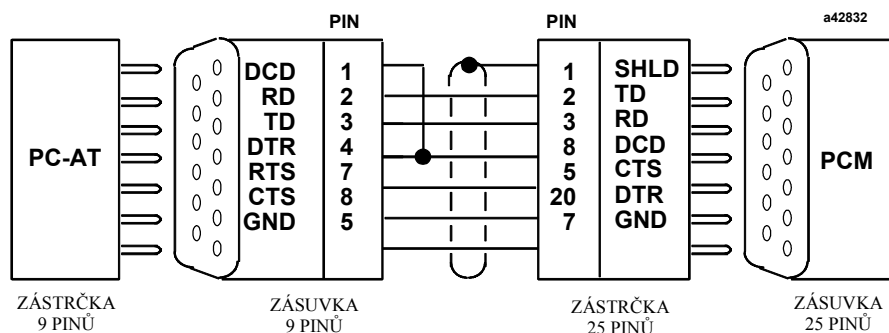 PIN PIN a42832
PC-AT
DCD 1
RD 2
TD 3
DTR 4
RTS 7
CTS 8
GND 5
1 SHLD
2 TD
3 RD
8 DCD
5 CTS
20 DTR
7 GND
PCM
ZÁSTRČKA
9 PINŮ
ZÁSUVKA
9 PINŮ
ZÁSTRČKA
25 PINŮ
ZÁSUVKA
25 PINŮ